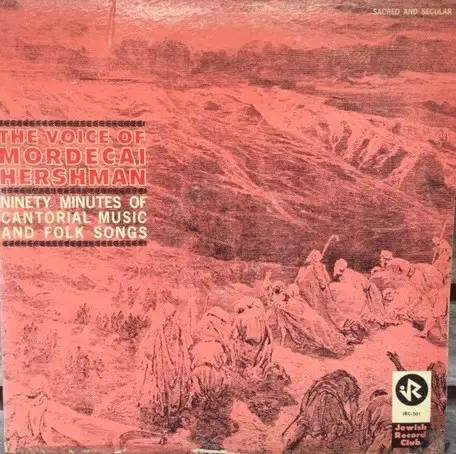 SACRED AND SECULAR
THE VOICE OF
MORDECAI
HERSHMAN
NINETY MINUTES OF
CANTORIAL MUSIC
AND FOLK SONGS
R
JRC-501
Jewish
Record
Club